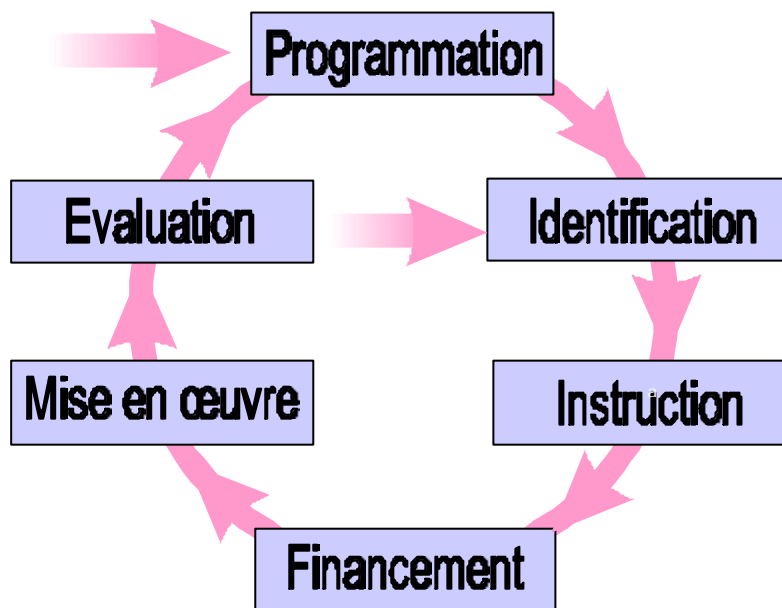 Programmation
Evaluation
Identification
Mise en œuvre
Instruction
Financement